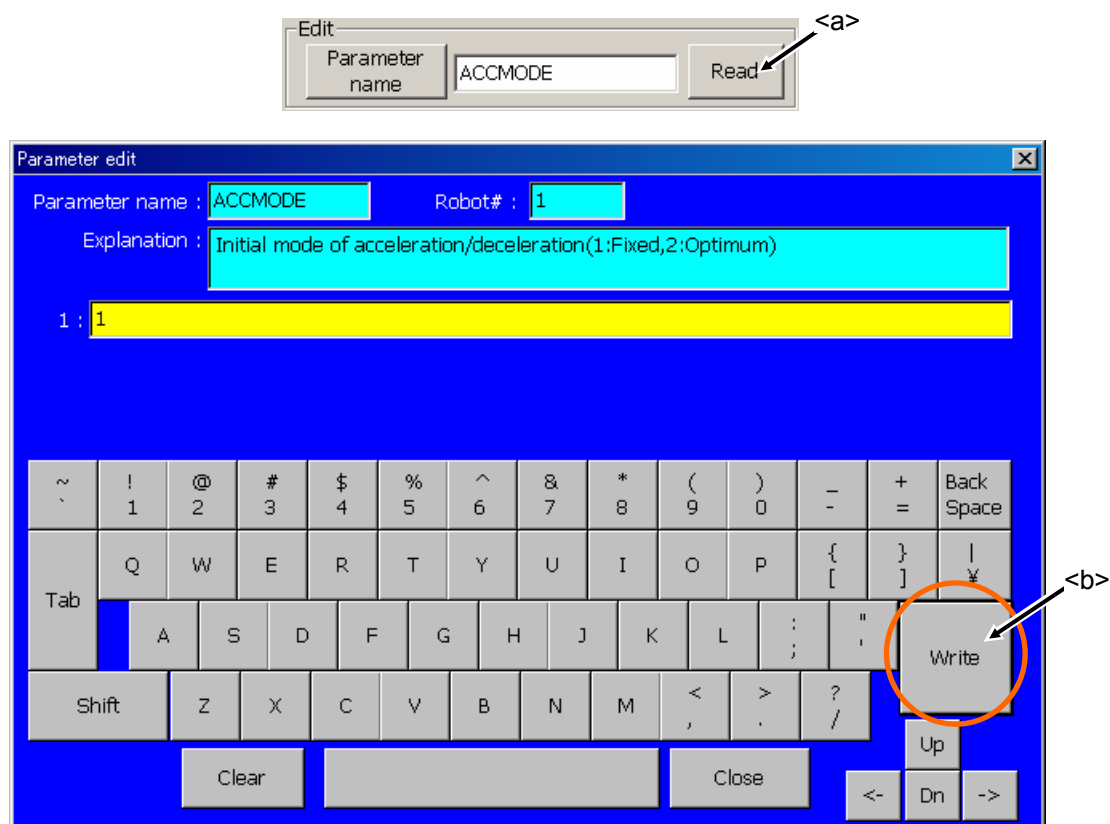 <a>
Edit
Parameter
name
ACCMODE
Read
Parameter edit
Parameter name : ACCMODE Robot# : 1
Explanation : Initial mode of acceleration/deceleration(1:Fixed,2:Optimum)
1 : 1
~ ! @ # $ % ^ & * ( ) _ + Back
` 1 2 3 4 5 6 7 8 9 0 - = Space
Tab Q W E R T Y U I O P { [ } ] | ¥
<b>
A S D F G H J K L : ; " ' Write
Shift Z X C V B N M < , > . ? /
Up
Clear Close <- Dn ->